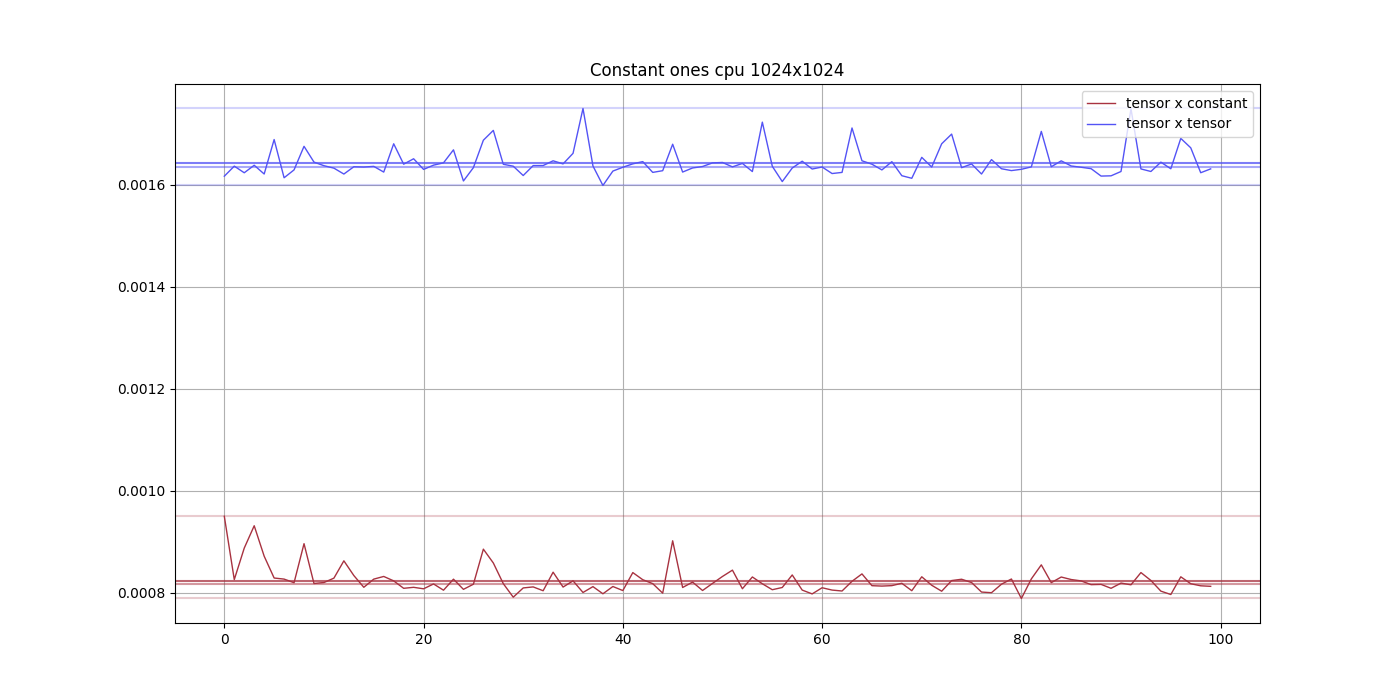 Constant ones cpu 1024x1024
tensor x constant
tensor x tensor
0.0016
0.0014
0.0012
0.0010
0.0008
0 20 40 60 80 100